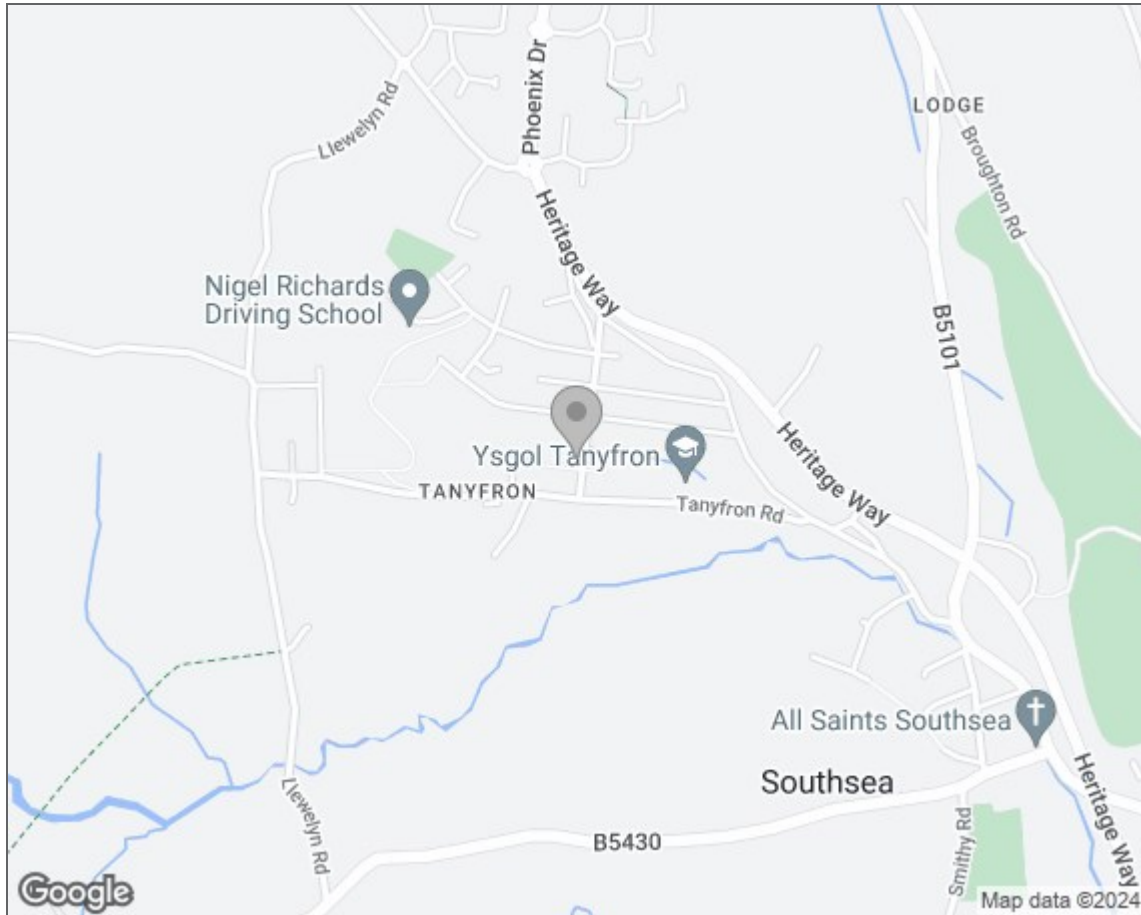 Phoenix Dr
LODGE
Llewelyn Rd
Broughton Rd
Heritage Way
Nigel Richards
Driving School
B5101
Ysgol Tanyfron
Heritage Way
TANYFRON
Tanyfron Rd
All Saints Southsea
Southsea
Heritage Way
Llewelyn Rd
B5430
Smithy Rd
Google
Map data ©2024